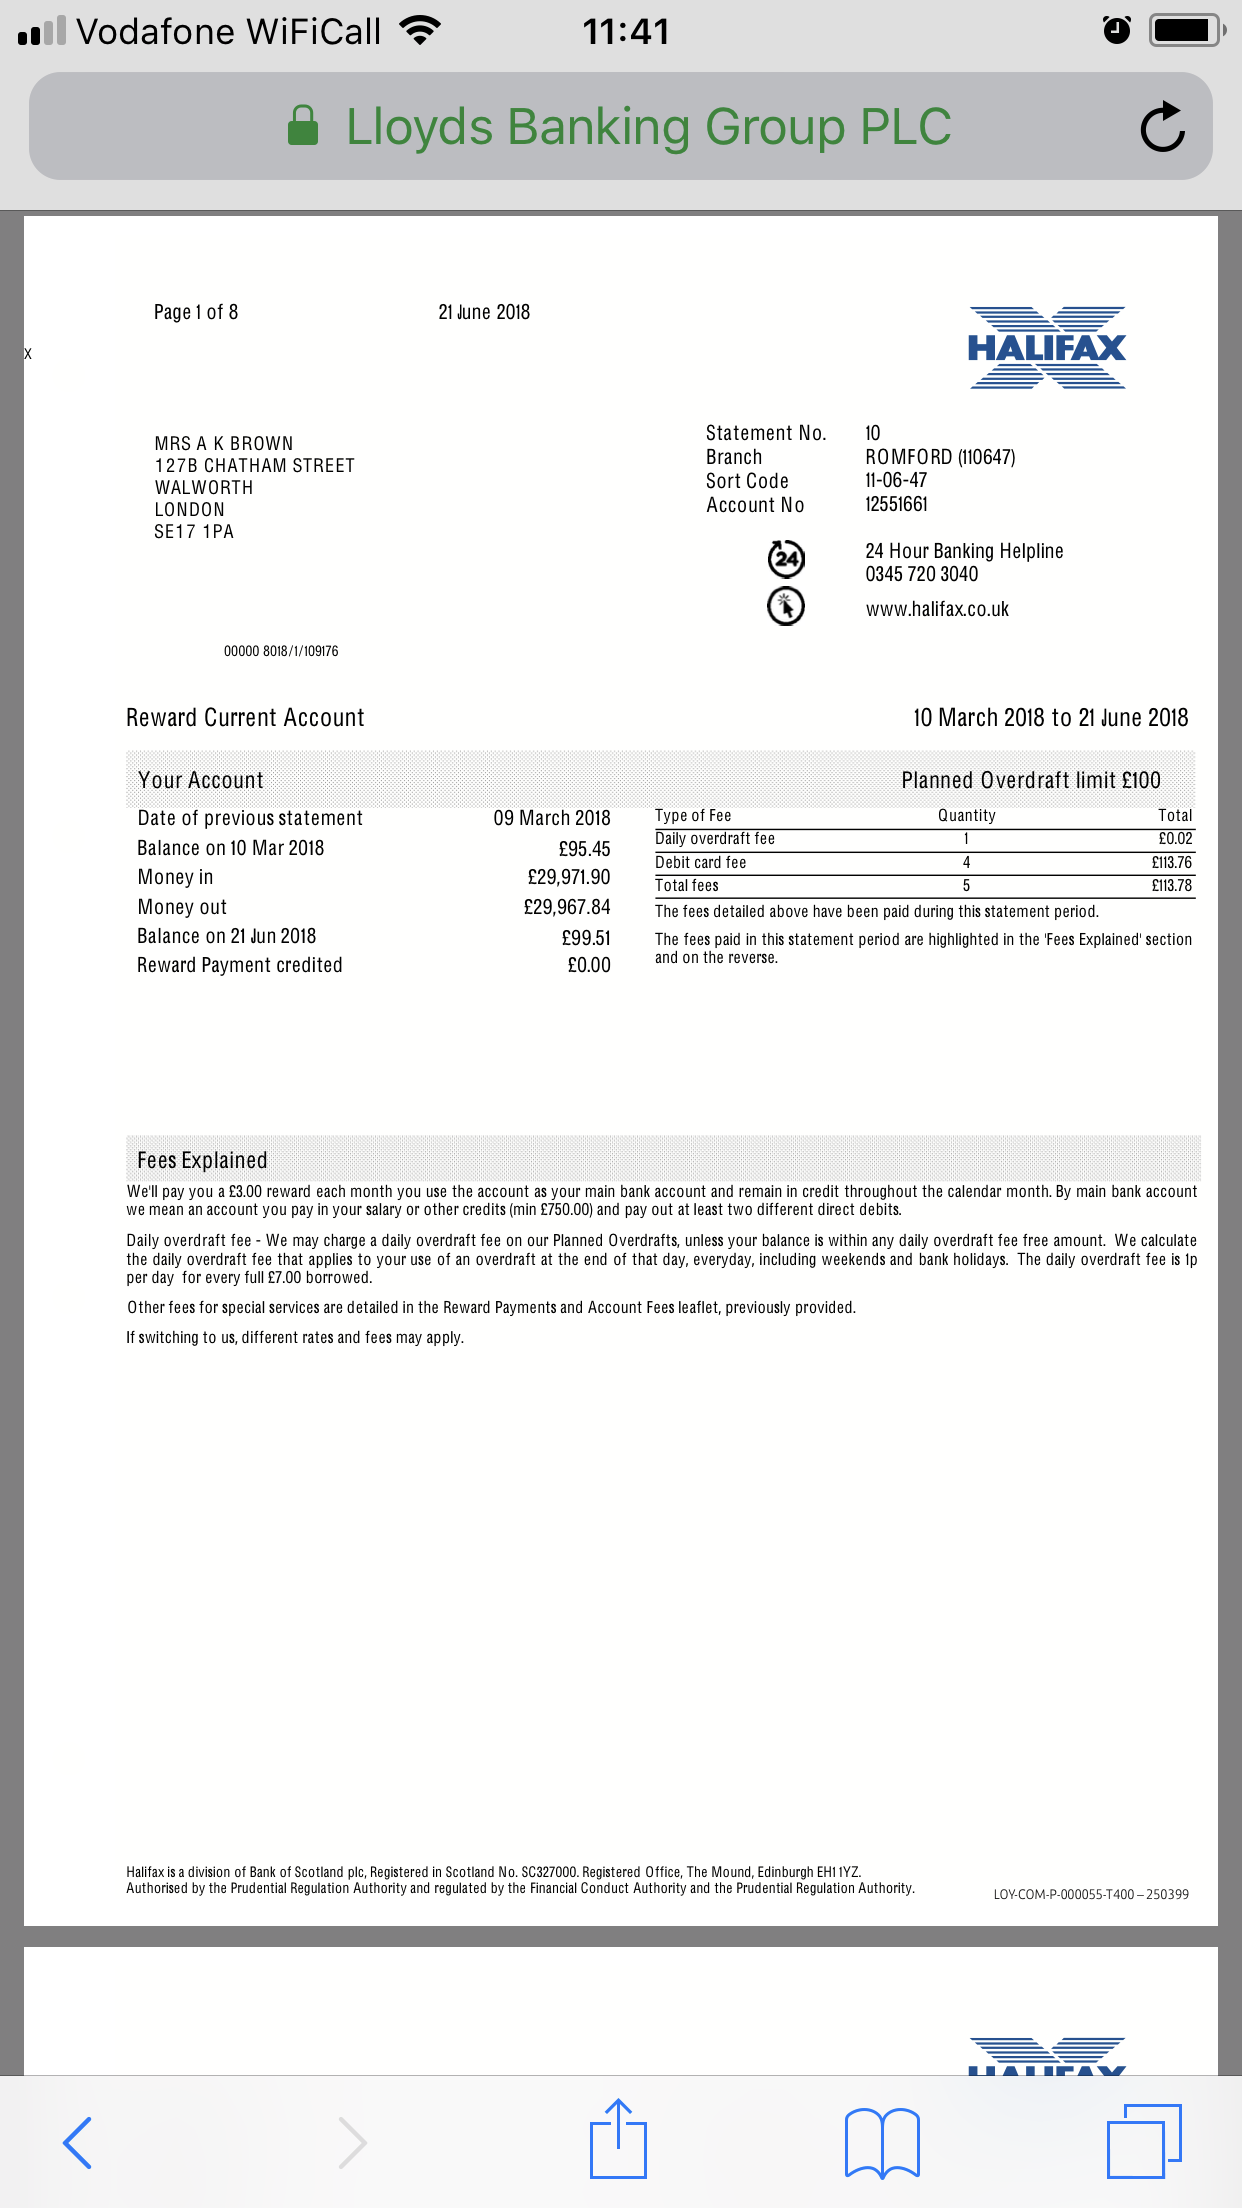 Vodafone WiFiCall 11:41
Lloyds Banking Group PLC
Page 1 of 8 21 June 2018
HALIFAX
X
MRS A K BROWN
127B CHATHAM STREET
WALWORTH
LONDON
SE17 1PA
Statement No. 10
Branch ROMFORD (110647)
Sort Code 11-06-47
Account No 12551661
24 24 Hour Banking Helpline
0345 720 3040
www.halifax.co.uk
00000 8018/1/109176
Reward Current Account 10 March 2018 to 21 June 2018
Your Account Planned Overdraft limit £100
Date of previous statement 09 March 2018
Balance on 10 Mar 2018 £95.45
Money in £29,971.90
Money out £29,967.84
Balance on 21 Jun 2018 £99.51
Reward Payment credited £0.00
Type of Fee Quantity Total
Daily overdraft fee 1 £0.02
Debit card fee 4 £113.76
Total fees 5 £113.78
The fees detailed above have been paid during this statement period.
The fees paid in this statement period are highlighted in the 'Fees Explained' section
and on the reverse.
Fees Explained
We'll pay you a £3.00 reward each month you use the account as your main bank account and remain in credit throughout the calendar month. By main bank account
we mean an account you pay in your salary or other credits (min £750.00) and pay out at least two different direct debits.
Daily overdraft fee - We may charge a daily overdraft fee on our Planned Overdrafts, unless your balance is within any daily overdraft fee free amount. We calculate
the daily overdraft fee that applies to your use of an overdraft at the end of that day, everyday, including weekends and bank holidays. The daily overdraft fee is 1p
per day for every full £7.00 borrowed.
Other fees for special services are detailed in the Reward Payments and Account Fees leaflet, previously provided.
If switching to us, different rates and fees may apply.
Halifax is a division of Bank of Scotland plc, Registered in Scotland No. SC327000. Registered Office, The Mound, Edinburgh EH1 1YZ.
Authorised by the Prudential Regulation Authority and regulated by the Financial Conduct Authority and the Prudential Regulation Authority.
LOY-COM-P-000055-T400 – 250399
HALIFAX